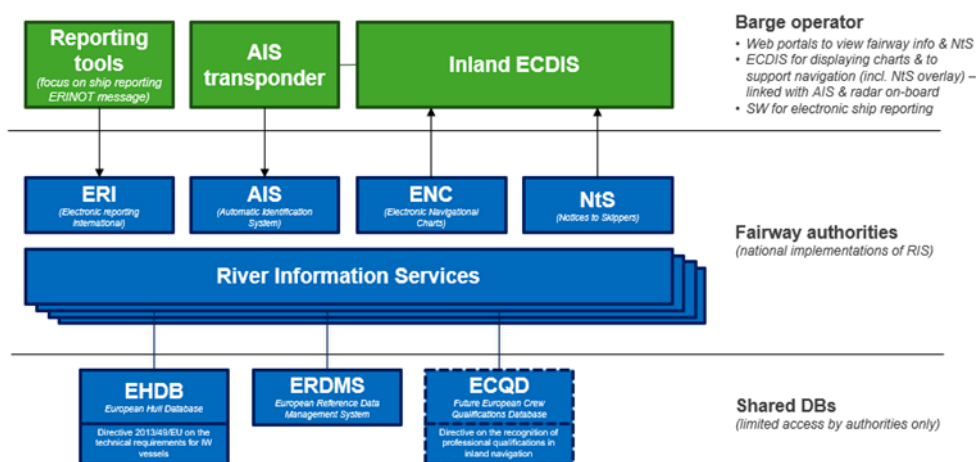 Reporting
tools
(focus on ship reporting
ERINOT message)
AIS
transponder
Inland ECDIS
Barge operator
• Web portals to view fairway info & NtS
• ECDIS for displaying charts & to
support navigation (incl. NtS overlay) –
linked with AIS & radar on-board
• SW for electronic ship reporting
ERI
(Electronic reporting
International)
AIS
(Automatic Identification
System)
ENC
(Electronic Navigational
Charts)
NtS
(Notices to Skippers)
River Information Services
Fairway authorities
(national implementations of RIS)
EHDB
European Hull Database
Directive 2013/49/EU on the
technical requirements for IW
vessels
ERDMS
European Reference Data
Management System
ECQD
Future European Crew
Qualifications Database
Directive on the recognition of
professional qualifications in
inland navigation
Shared DBs
(limited access by authorities only)